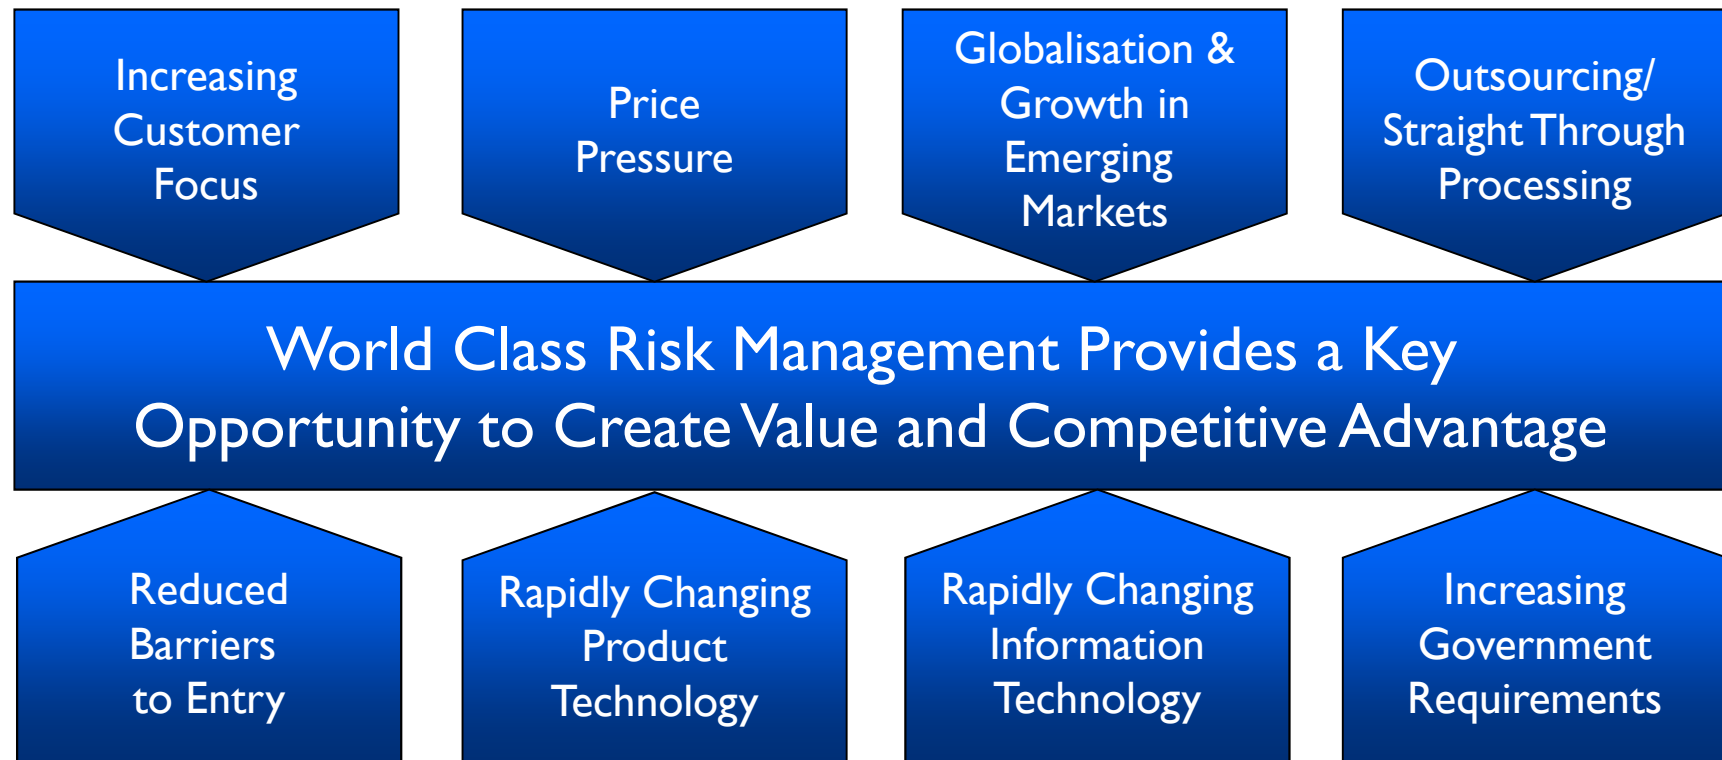 Increasing
Customer
Focus
Price
Pressure
Globalisation &
Growth in
Emerging
Markets
Outsourcing/
Straight Through
Processing
World Class Risk Management Provides a Key
Opportunity to Create Value and Competitive Advantage
Reduced
Barriers
to Entry
Rapidly Changing
Product
Technology
Rapidly Changing
Information
Technology
Increasing
Government
Requirements